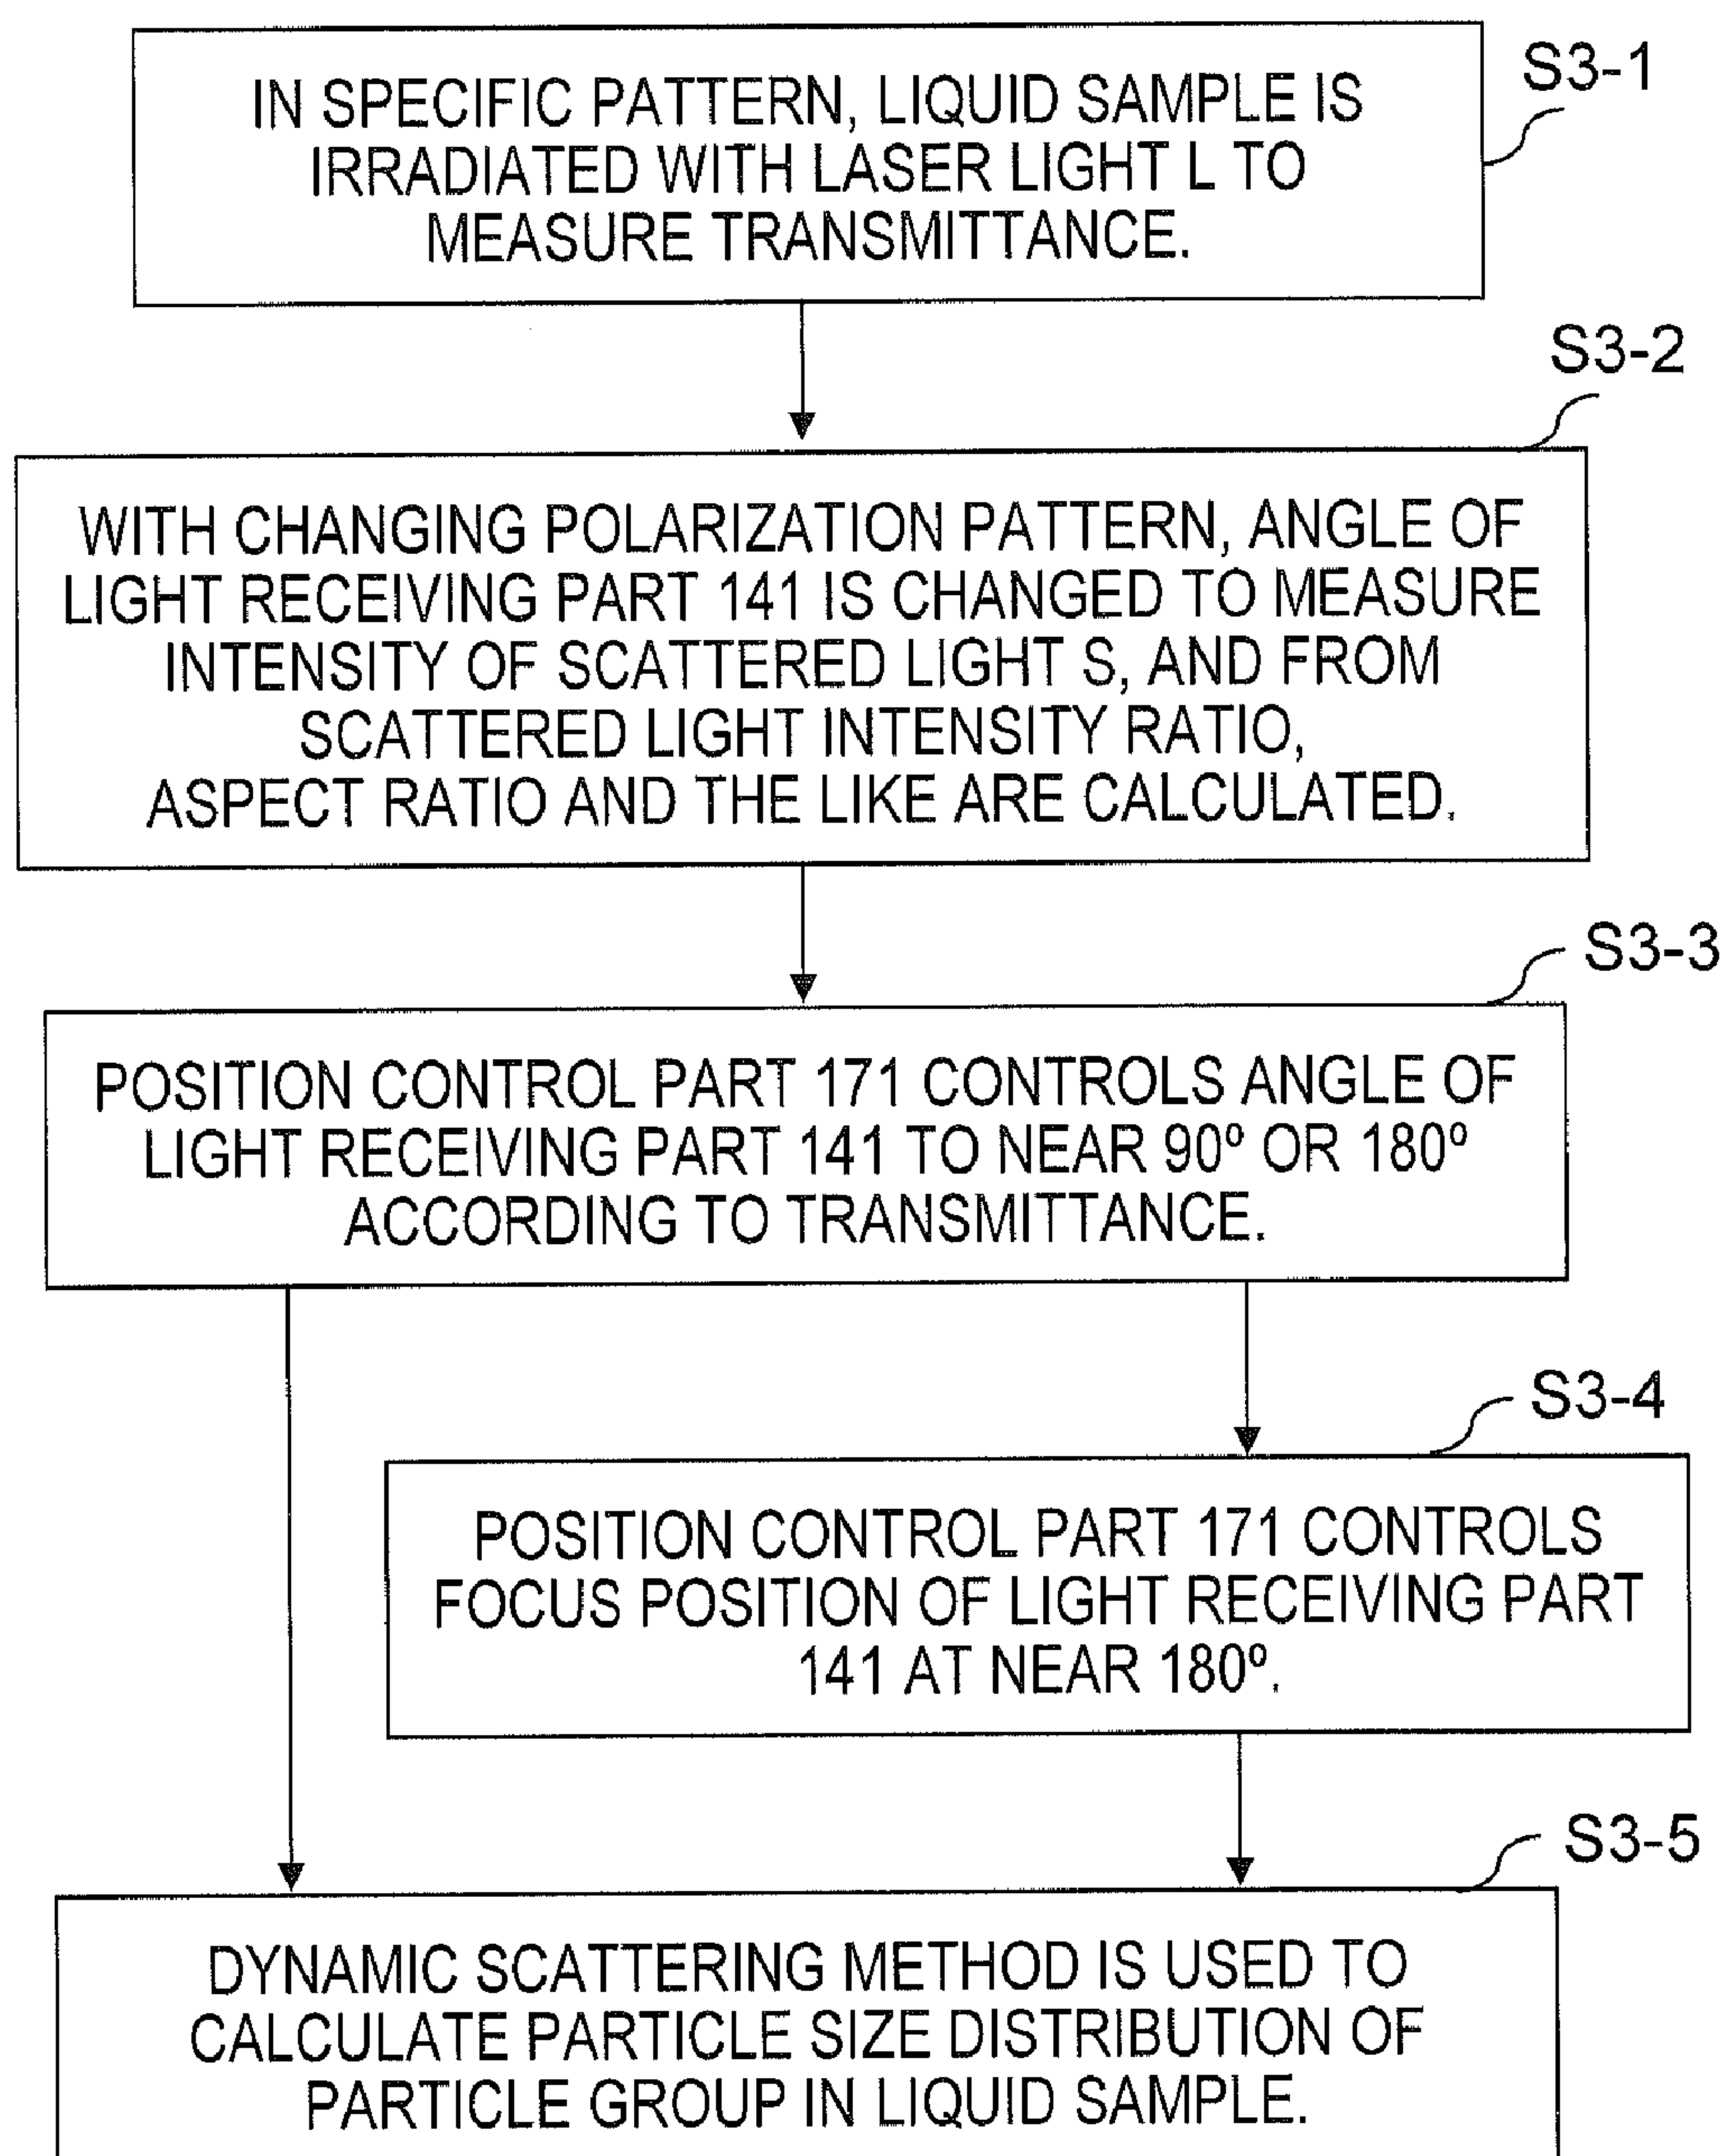 S3-1
IN SPECIFIC PATTERN, LIQUID SAMPLE IS
IRRADIATED WITH LASER LIGHT L TO
MEASURE TRANSMITTANCE.
S3-2
WITH CHANGING POLARIZATION PATTERN, ANGLE OF
LIGHT RECEIVING PART 141 IS CHANGED TO MEASURE
INTENSITY OF SCATTERED LIGHT S, AND FROM
SCATTERED LIGHT INTENSITY RATIO,
ASPECT RATIO AND THE LIKE ARE CALCULATED.
S3-3
POSITION CONTROL PART 171 CONTROLS ANGLE OF
LIGHT RECEIVING PART 141 TO NEAR 90º OR 180º
ACCORDING TO TRANSMITTANCE.
S3-4
POSITION CONTROL PART 171 CONTROLS
FOCUS POSITION OF LIGHT RECEIVING PART
141 AT NEAR 180º.
S3-5
DYNAMIC SCATTERING METHOD IS USED TO
CALCULATE PARTICLE SIZE DISTRIBUTION OF
PARTICLE GROUP IN LIQUID SAMPLE.